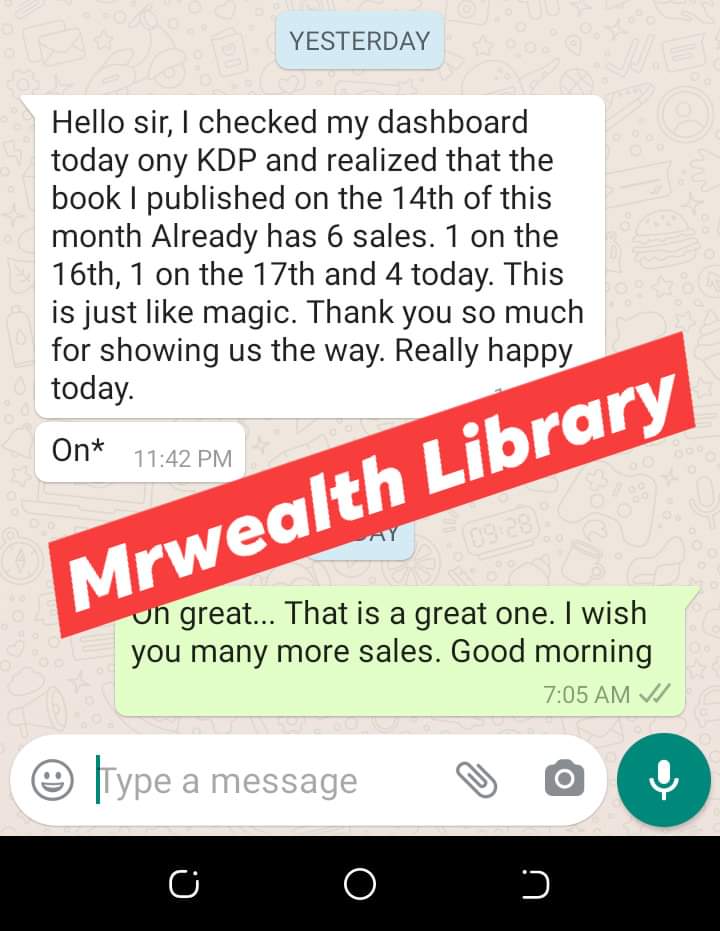 YESTERDAY
Hello sir, I checked my dashboard
today ony KDP and realized that the
book I published on the 14th of this
month Already has 6 sales. 1 on the
16th, 1 on the 17th and 4 today. This
is just like magic. Thank you so much
for showing us the way. Really happy
today.
On* 11:42 PM
Mrwealth Library
Oh great... That is a great one. I wish
you many more sales. Good morning
7:05 AM
Type a message